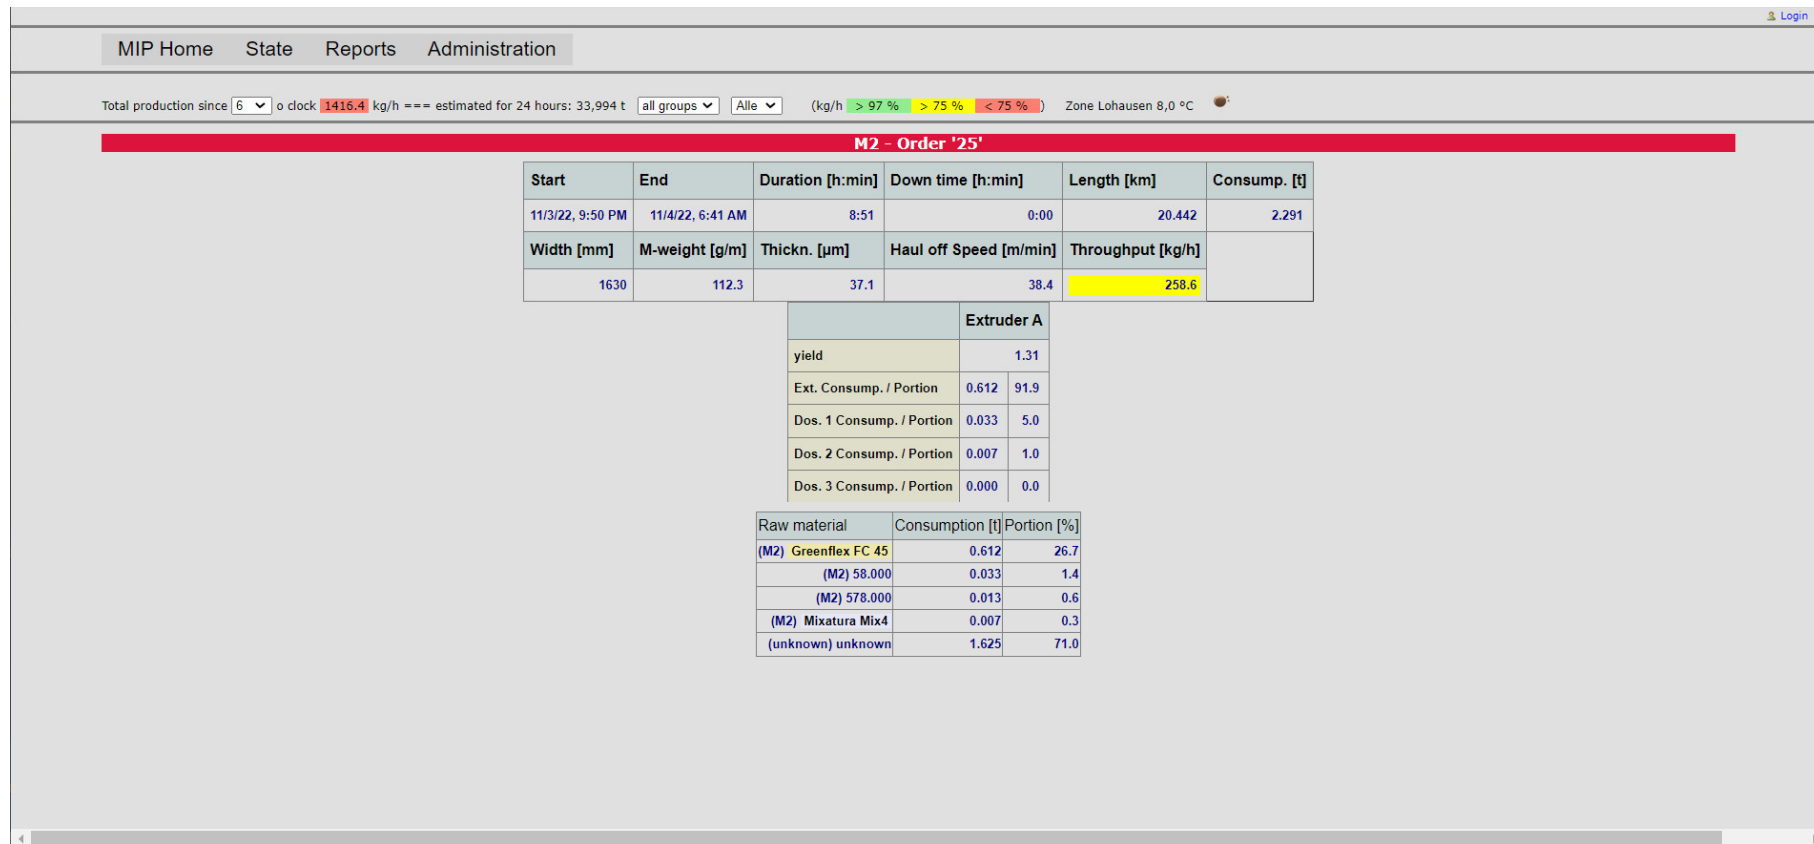 Login
MIP Home State Reports Administration
Total production since 6 o clock 1416.4 kg/h === estimated for 24 hours: 33,994 t all groups Alle (kg/h > 97 % > 75 % < 75 % ) Zone Lohausen 8,0 °C
M2 - Order '25'
Start End Duration [h:min] Down time [h:min] Length [km] Consump. [t]
11/3/22, 9:50 PM 11/4/22, 6:41 AM 8:51 0:00 20.442 2.291
Width [mm] M-weight [g/m] Thickn. [µm] Haul off Speed [m/min] Throughput [kg/h]
1630 112.3 37.1 38.4 258.6
Extruder A
yield 1.31
Ext. Consump. / Portion 0.612 91.9
Dos. 1 Consump. / Portion 0.033 5.0
Dos. 2 Consump. / Portion 0.007 1.0
Dos. 3 Consump. / Portion 0.000 0.0
Raw material Consumption [t] Portion [%]
(M2) Greenflex FC 45 0.612 26.7
(M2) 58.000 0.033 1.4
(M2) 578.000 0.013 0.6
(M2) Mixatura Mix4 0.007 0.3
(unknown) unknown 1.625 71.0